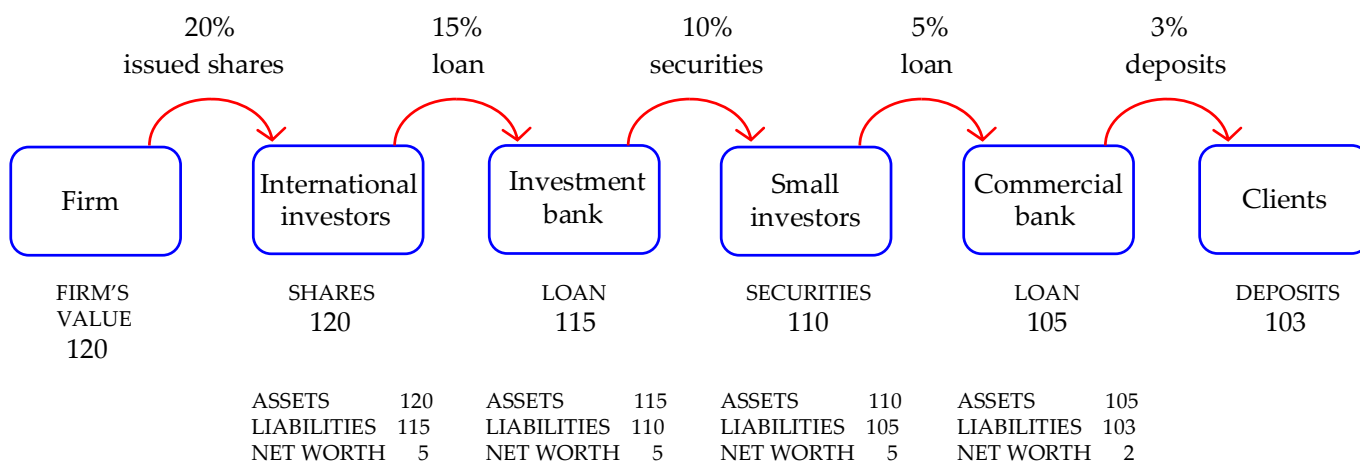 20% 15% 10% 5% 3%
issued shares loan securities loan deposits
Firm
International
investors
Investment
bank
Small
investors
Commercial
bank
Clients
FIRM'S
VALUE
120
SHARES
120
LOAN
115
SECURITIES
110
LOAN
105
DEPOSITS
103
ASSETS 120
LIABILITIES 115
NET WORTH 5
ASSETS 115
LIABILITIES 110
NET WORTH 5
ASSETS 110
LIABILITIES 105
NET WORTH 5
ASSETS 105
LIABILITIES 103
NET WORTH 2